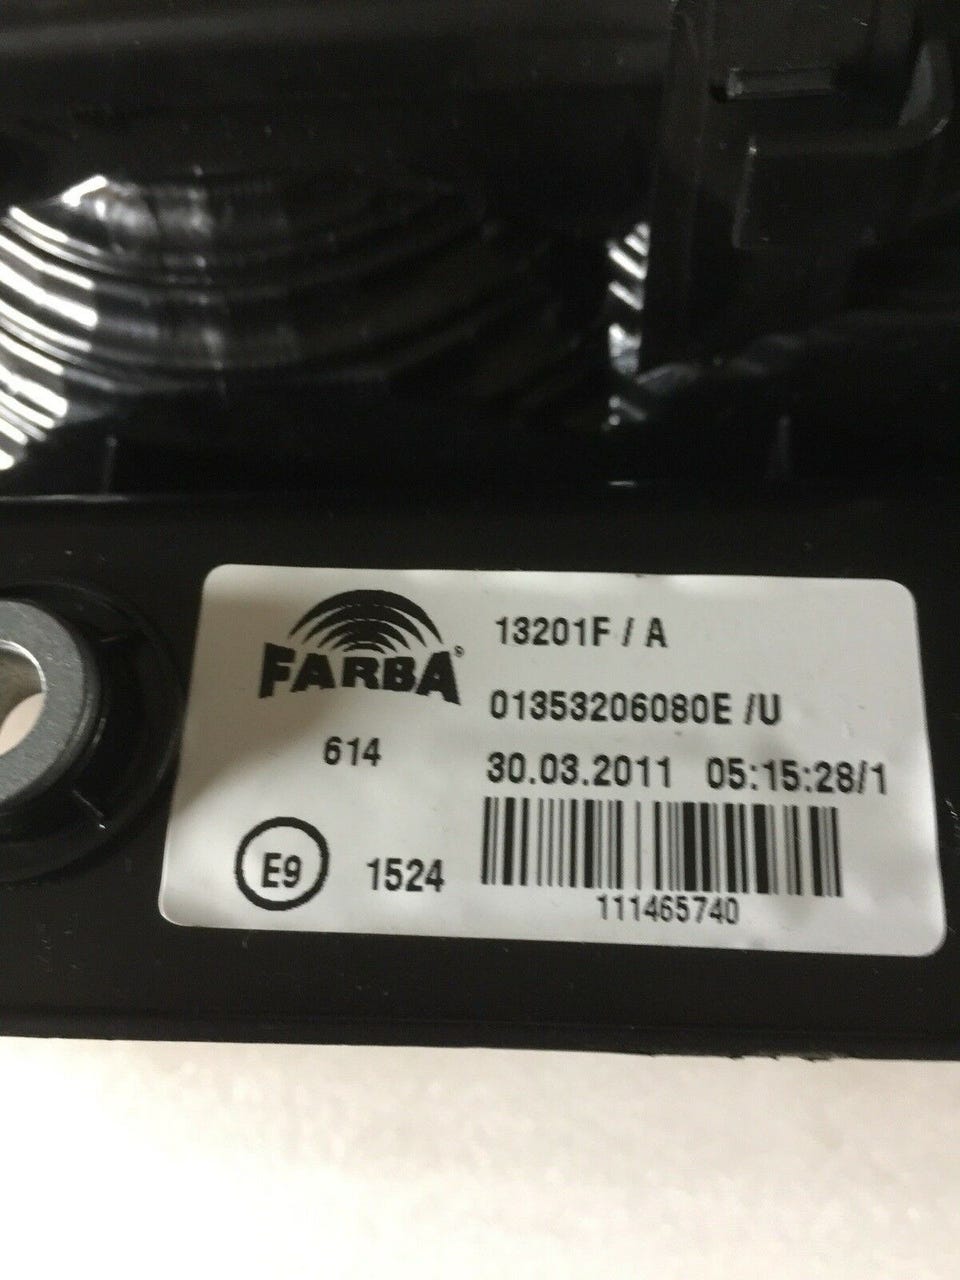 FARBA®
13201F / A
01353206080E /U
614
30.03.2011 05:15:28/1
E9
1524
111465740